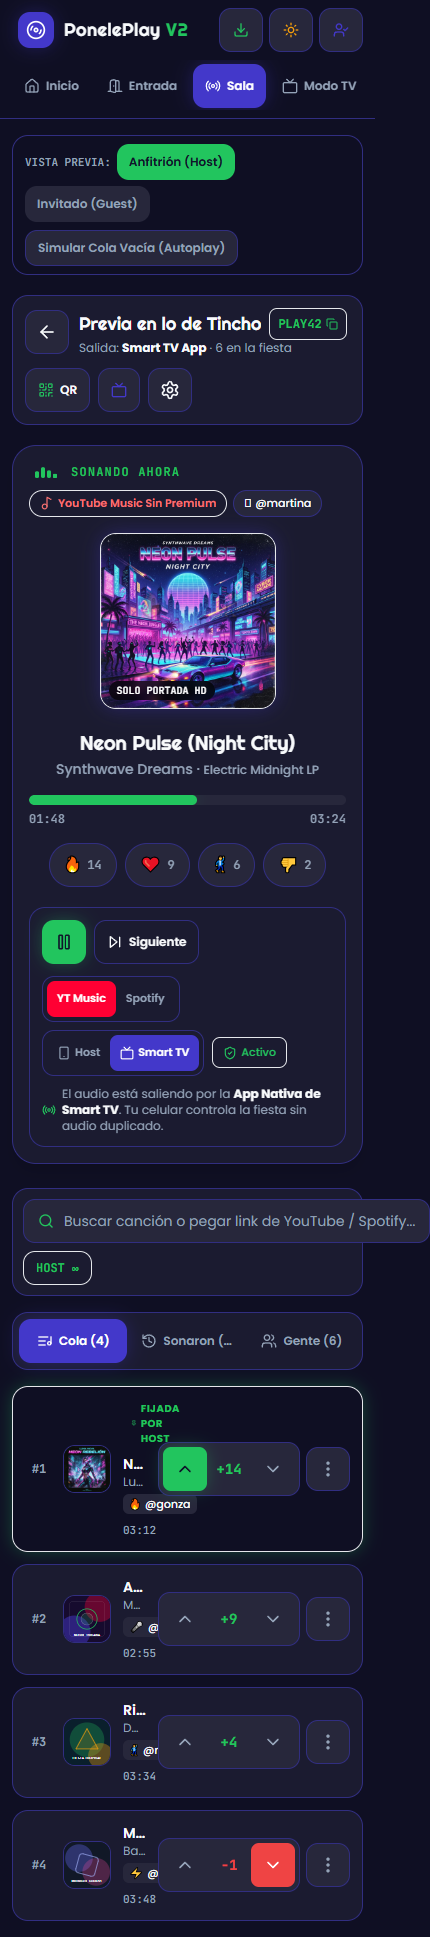 PonelePlay V2
Inicio
Entrada
Sala
Modo TV
VISTA PREVIA:
Anfitrión (Host)
Invitado (Guest)
Simular Cola Vacía (Autoplay)
Previa en lo de Tincho
PLAY42
Salida: Smart TV App · 6 en la fiesta
QR
SONANDO AHORA
YouTube Music Sin Premium
@martina
SYNTHWAVE DREAMS
NEON PULSE
NIGHT CITY
SOLO PORTADA HD
Neon Pulse (Night City)
Synthwave Dreams · Electric Midnight LP
01:48
03:24
14
9
6
2
Siguiente
YT Music
Spotify
Host
Smart TV
Activo
El audio está saliendo por la App Nativa de
Smart TV. Tu celular controla la fiesta sin
audio duplicado.
Buscar canción o pegar link de YouTube / Spotify...
HOST ∞
Cola (4)
Sonaron (...
Gente (6)
FIJADA
POR
HOST
#1
N...
Lu...
@gonza
03:12
+14
#2
A...
M...
@
02:55
+9
#3
Ri...
D...
@r
03:34
+4
#4
M...
Ba...
@
03:48
-1